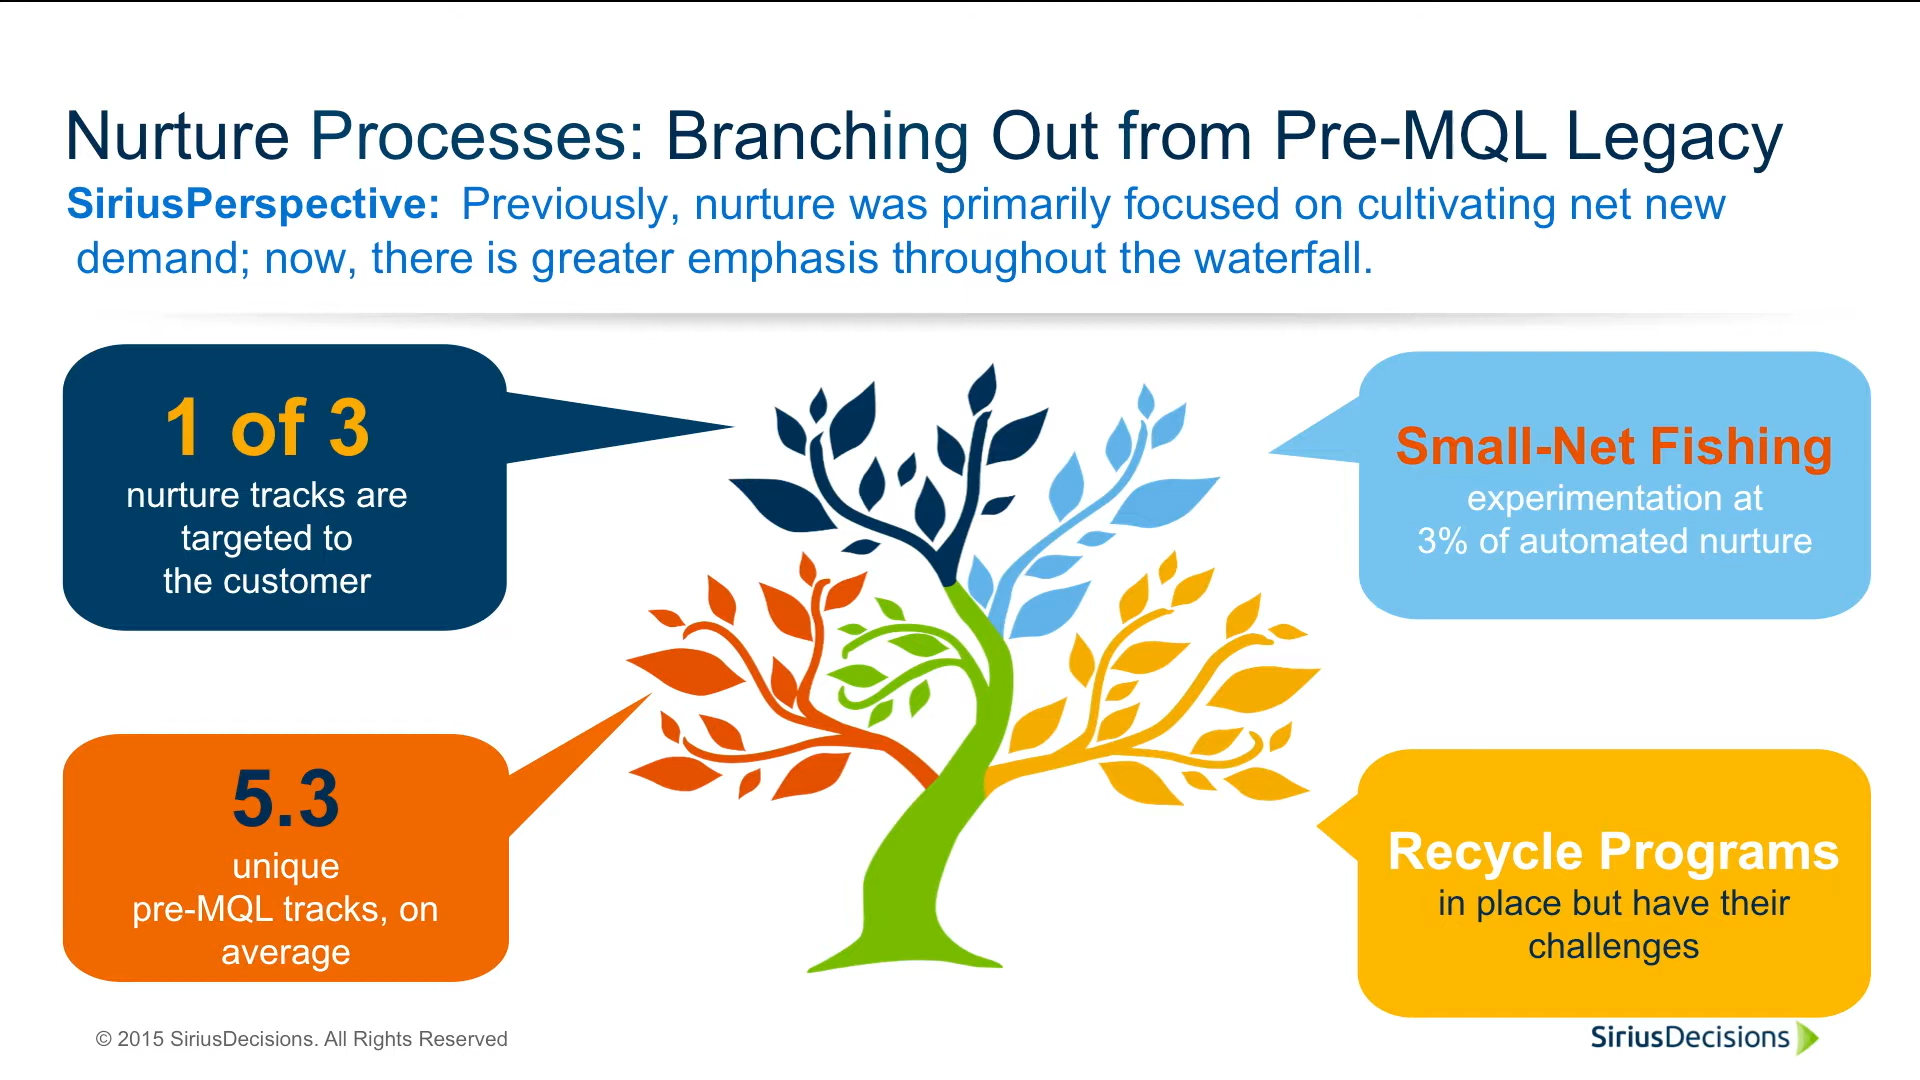 Nurture Processes: Branching Out from Pre-MQL Legacy
SiriusPerspective: Previously, nurture was primarily focused on cultivating net new
demand; now, there is greater emphasis throughout the waterfall.
1 of 3
nurture tracks are
targeted to
the customer
Small-Net Fishing
experimentation at
3% of automated nurture
5.3
unique
pre-MQL tracks, on
average
Recycle Programs
in place but have their
challenges
© 2015 SiriusDecisions. All Rights Reserved
SiriusDecisions